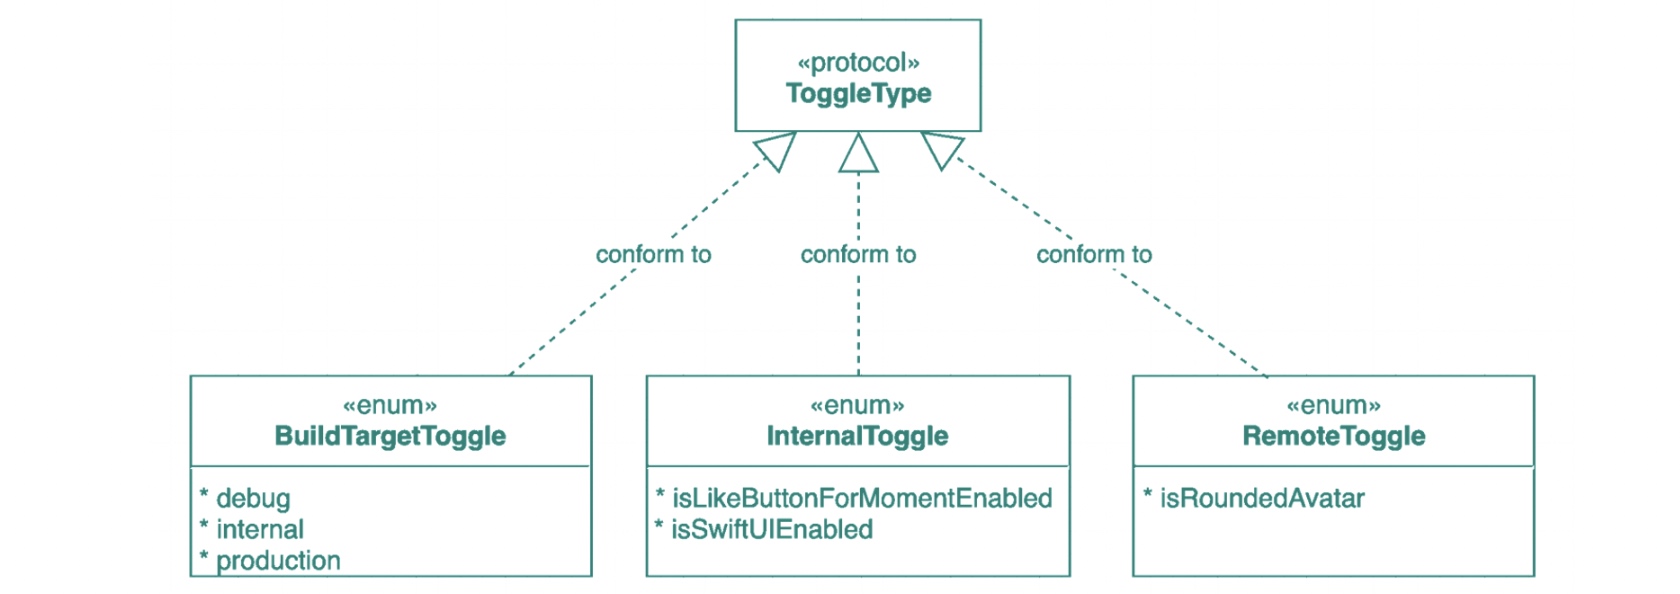 «protocol»
ToggleType
conform to
conform to
conform to
«enum»
BuildTargetToggle
* debug
* internal
* production
«enum»
InternalToggle
* isLikeButtonForMomentEnabled
* isSwiftUIEnabled
«enum»
RemoteToggle
* isRoundedAvatar